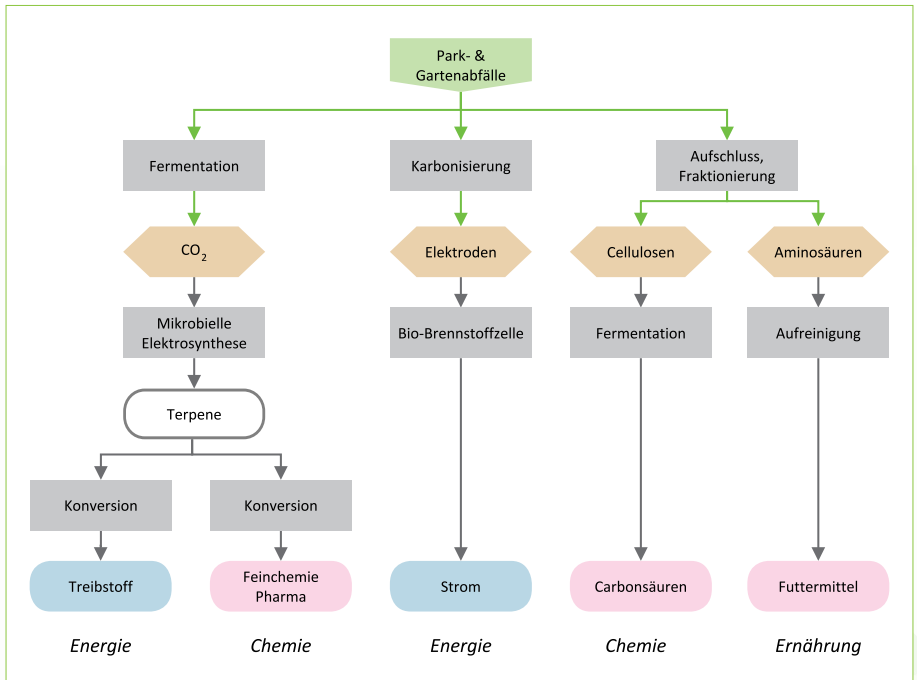 Park- &
Gartenabfälle
Fermentation
Karbonisierung
Aufschluss,
Fraktionierung
CO₂
Elektroden
Cellulosen
Aminosäuren
Mikrobielle
Elektrosynthese
Bio-Brennstoffzelle
Fermentation
Aufreinigung
Terpene
Konversion
Konversion
Treibstoff
Feinchemie
Pharma
Strom
Carbonsäuren
Futtermittel
Energie
Chemie
Energie
Chemie
Ernährung